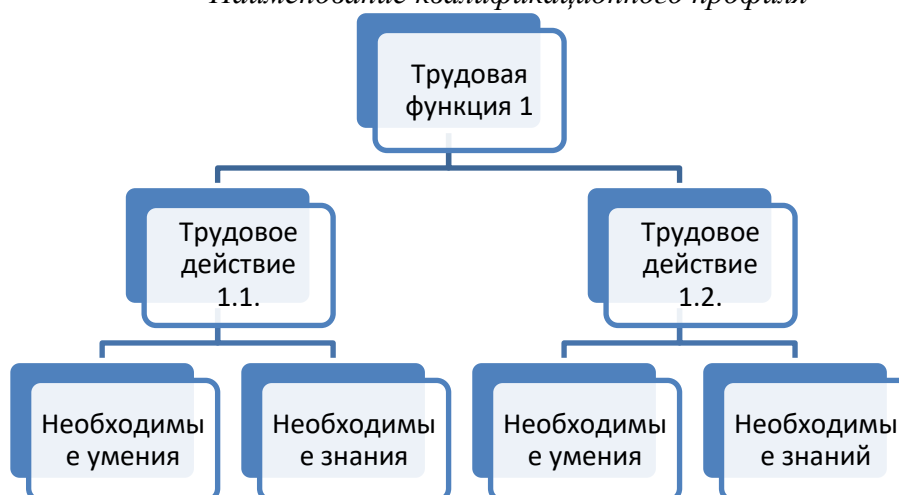 Наименование квалификационного профиля
Трудовая
функция 1
Трудовое
действие
1.1.
Трудовое
действие
1.2.
Необходимы
е умения
Необходимы
е знания
Необходимы
е умения
Необходимы
е знаний